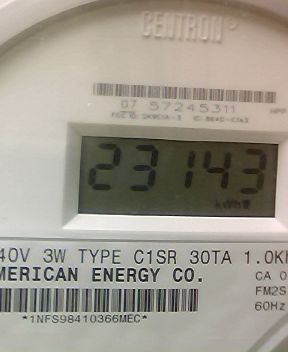 CENTRON
07 57245311
23143
kWh
40V 3W TYPE C1SR 30TA 1.0K
MERICAN ENERGY CO.
CA 0
FM2S
60Hz
*1NFS98410366MEC*